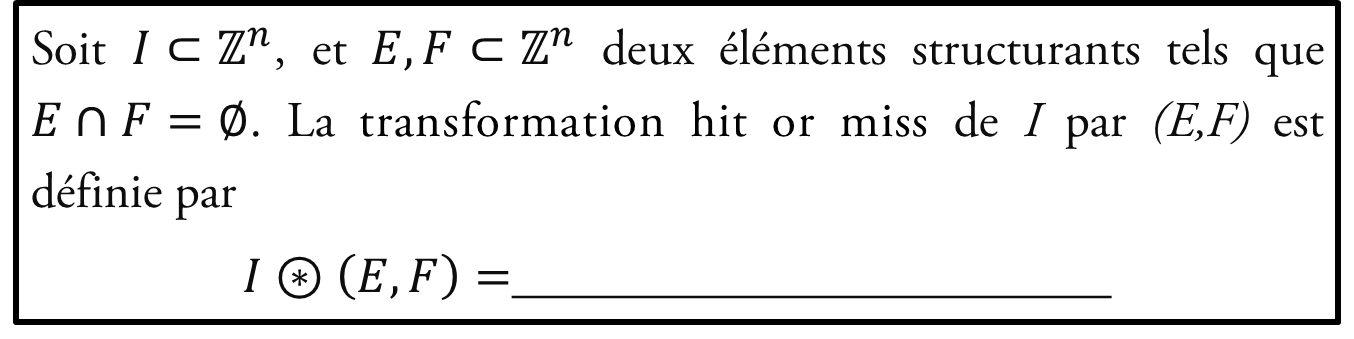 Soit I ⊂ ℤⁿ, et E, F ⊂ ℤⁿ deux éléments structurants tels que
E ∩ F = ∅. La transformation hit or miss de I par (E,F) est
définie par
I ⊛ (E, F) =______________________